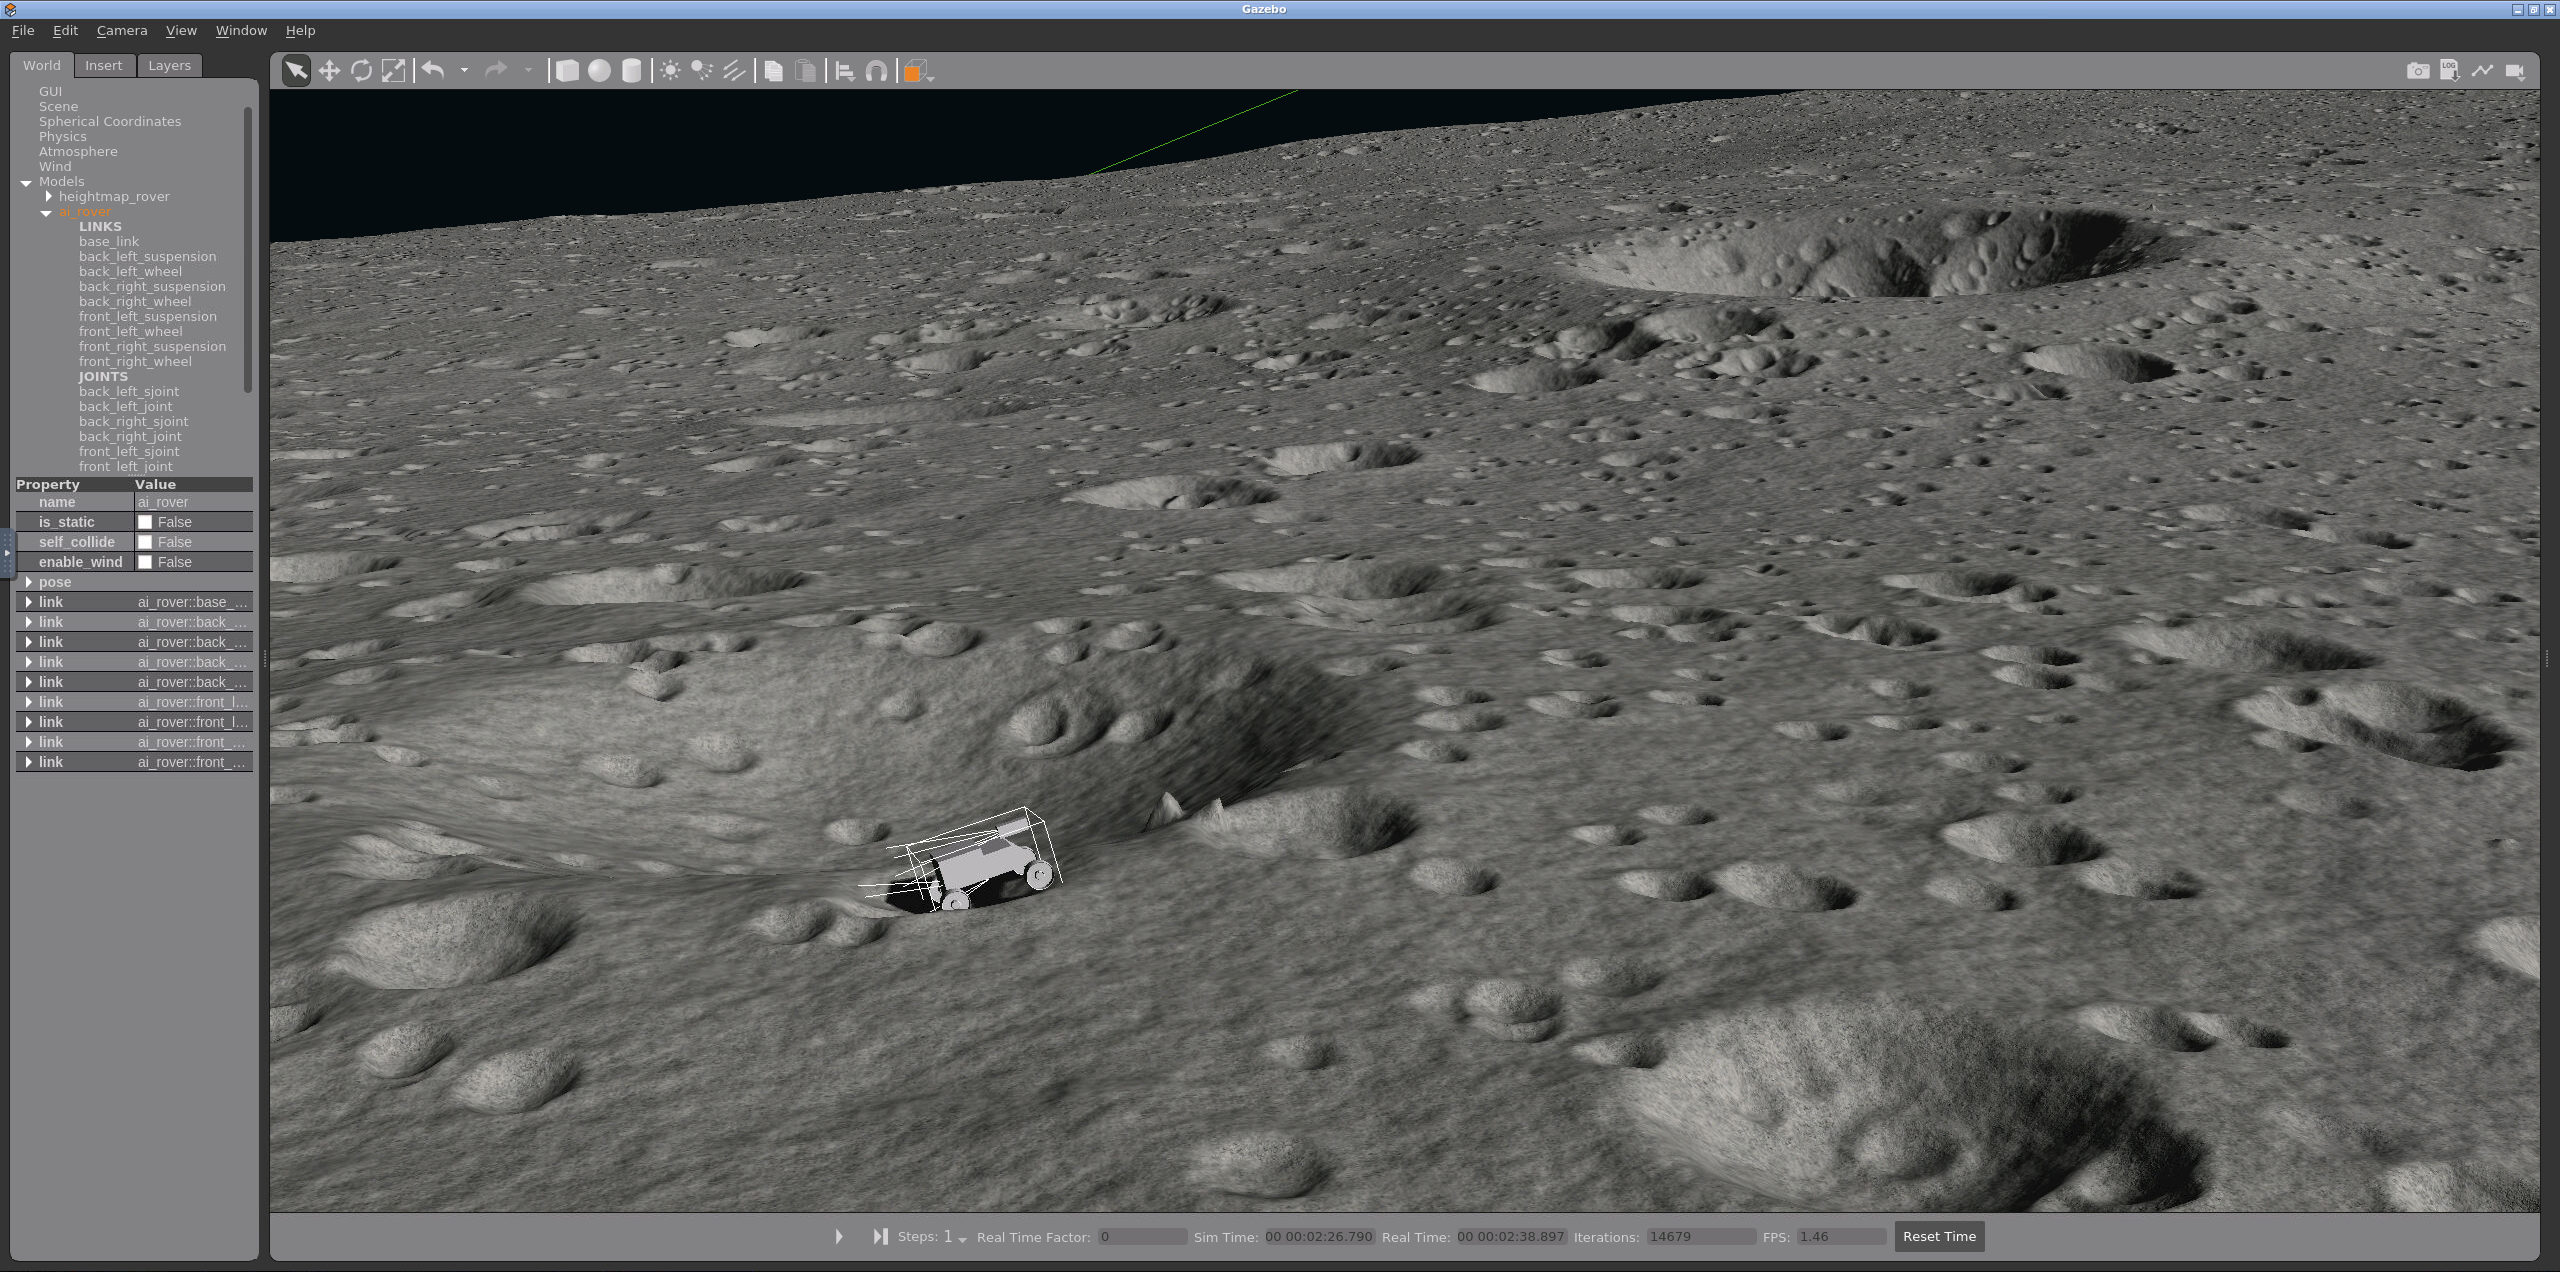 Gazebo
File Edit Camera View Window Help
World Insert Layers
GUI
Scene
Spherical Coordinates
Physics
Atmosphere
Wind
Models
heightmap_rover
ai_rover
LINKS
base_link
back_left_suspension
back_left_wheel
back_right_suspension
back_right_wheel
front_left_suspension
front_left_wheel
front_right_suspension
front_right_wheel
JOINTS
back_left_sjoint
back_left_joint
back_right_sjoint
back_right_joint
front_left_sjoint
front_left_joint
Property Value
name ai_rover
is_static False
self_collide False
enable_wind False
pose
link ai_rover::base_...
link ai_rover::back_...
link ai_rover::back_...
link ai_rover::back_...
link ai_rover::back_...
link ai_rover::front_l...
link ai_rover::front_l...
link ai_rover::front_...
link ai_rover::front_...
LOG
Steps: 1 Real Time Factor: 0 Sim Time: 00 00:02:26.790 Real Time: 00 00:02:38.897 Iterations: 14679 FPS: 1.46 Reset Time